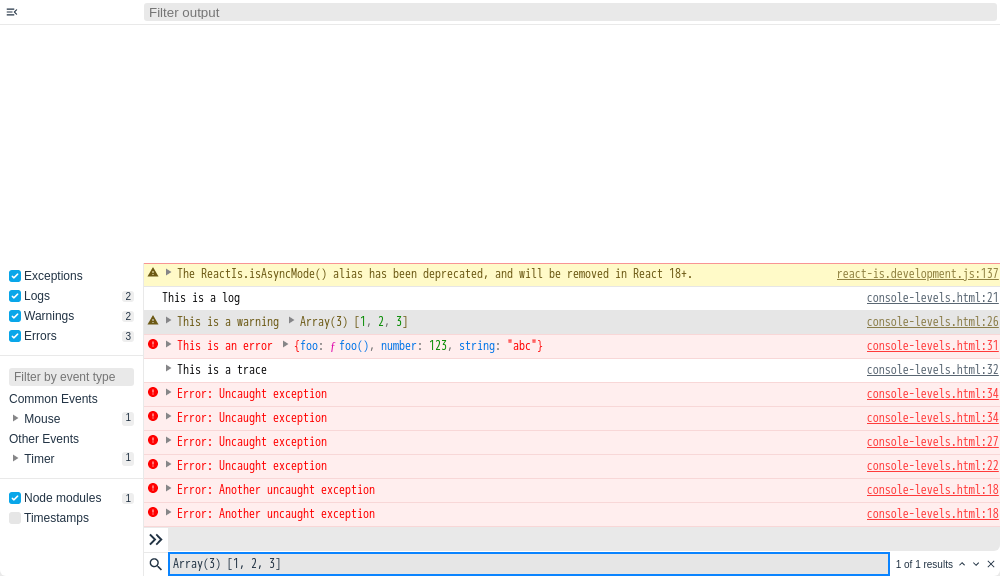 Filter output
Exceptions
Logs 2
Warnings 2
Errors 3
Filter by event type
Common Events
Mouse 1
Other Events
Timer 1
Node modules 1
Timestamps
The ReactIs.isAsyncMode() alias has been deprecated, and will be removed in React 18+. react-is.development.js:137
This is a log console-levels.html:21
This is a warning Array(3) [1, 2, 3] console-levels.html:26
This is an error {foo: ƒ foo(), number: 123, string: "abc"} console-levels.html:31
This is a trace console-levels.html:32
Error: Uncaught exception console-levels.html:34
Error: Uncaught exception console-levels.html:34
Error: Uncaught exception console-levels.html:27
Error: Uncaught exception console-levels.html:22
Error: Another uncaught exception console-levels.html:18
Error: Another uncaught exception console-levels.html:18
Array(3) [1, 2, 3] 1 of 1 results